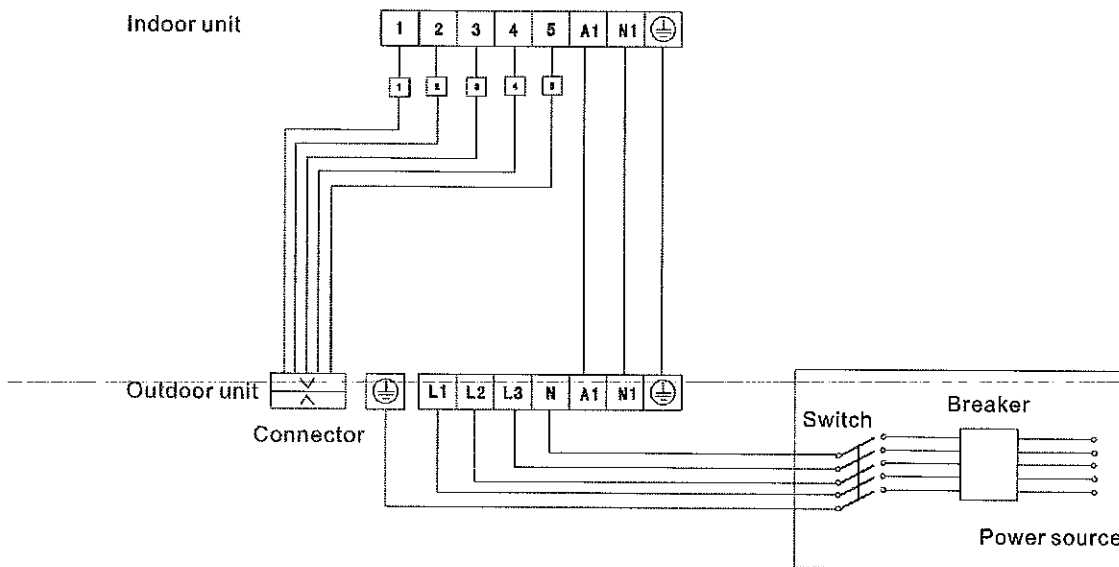 Indoor unit
1 2 3 4 5 A1 N1
1 2 3 4 5
Outdoor unit
L1 L2 L3 N A1 N1
Connector
Switch
Breaker
Power source